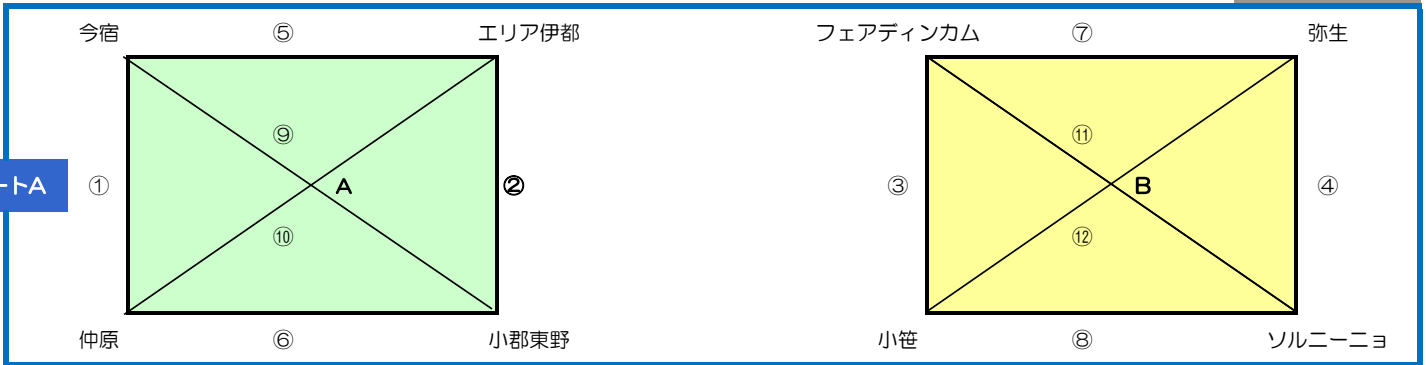 今宿 ⑤ エリア伊都 フェアディンカム ⑦ 弥生
⑨ ⑪
ートA ① A ② ③ B ④
⑩ ⑫
仲原 ⑥ 小郡東野 小笹 ⑧ ソルニーニョ